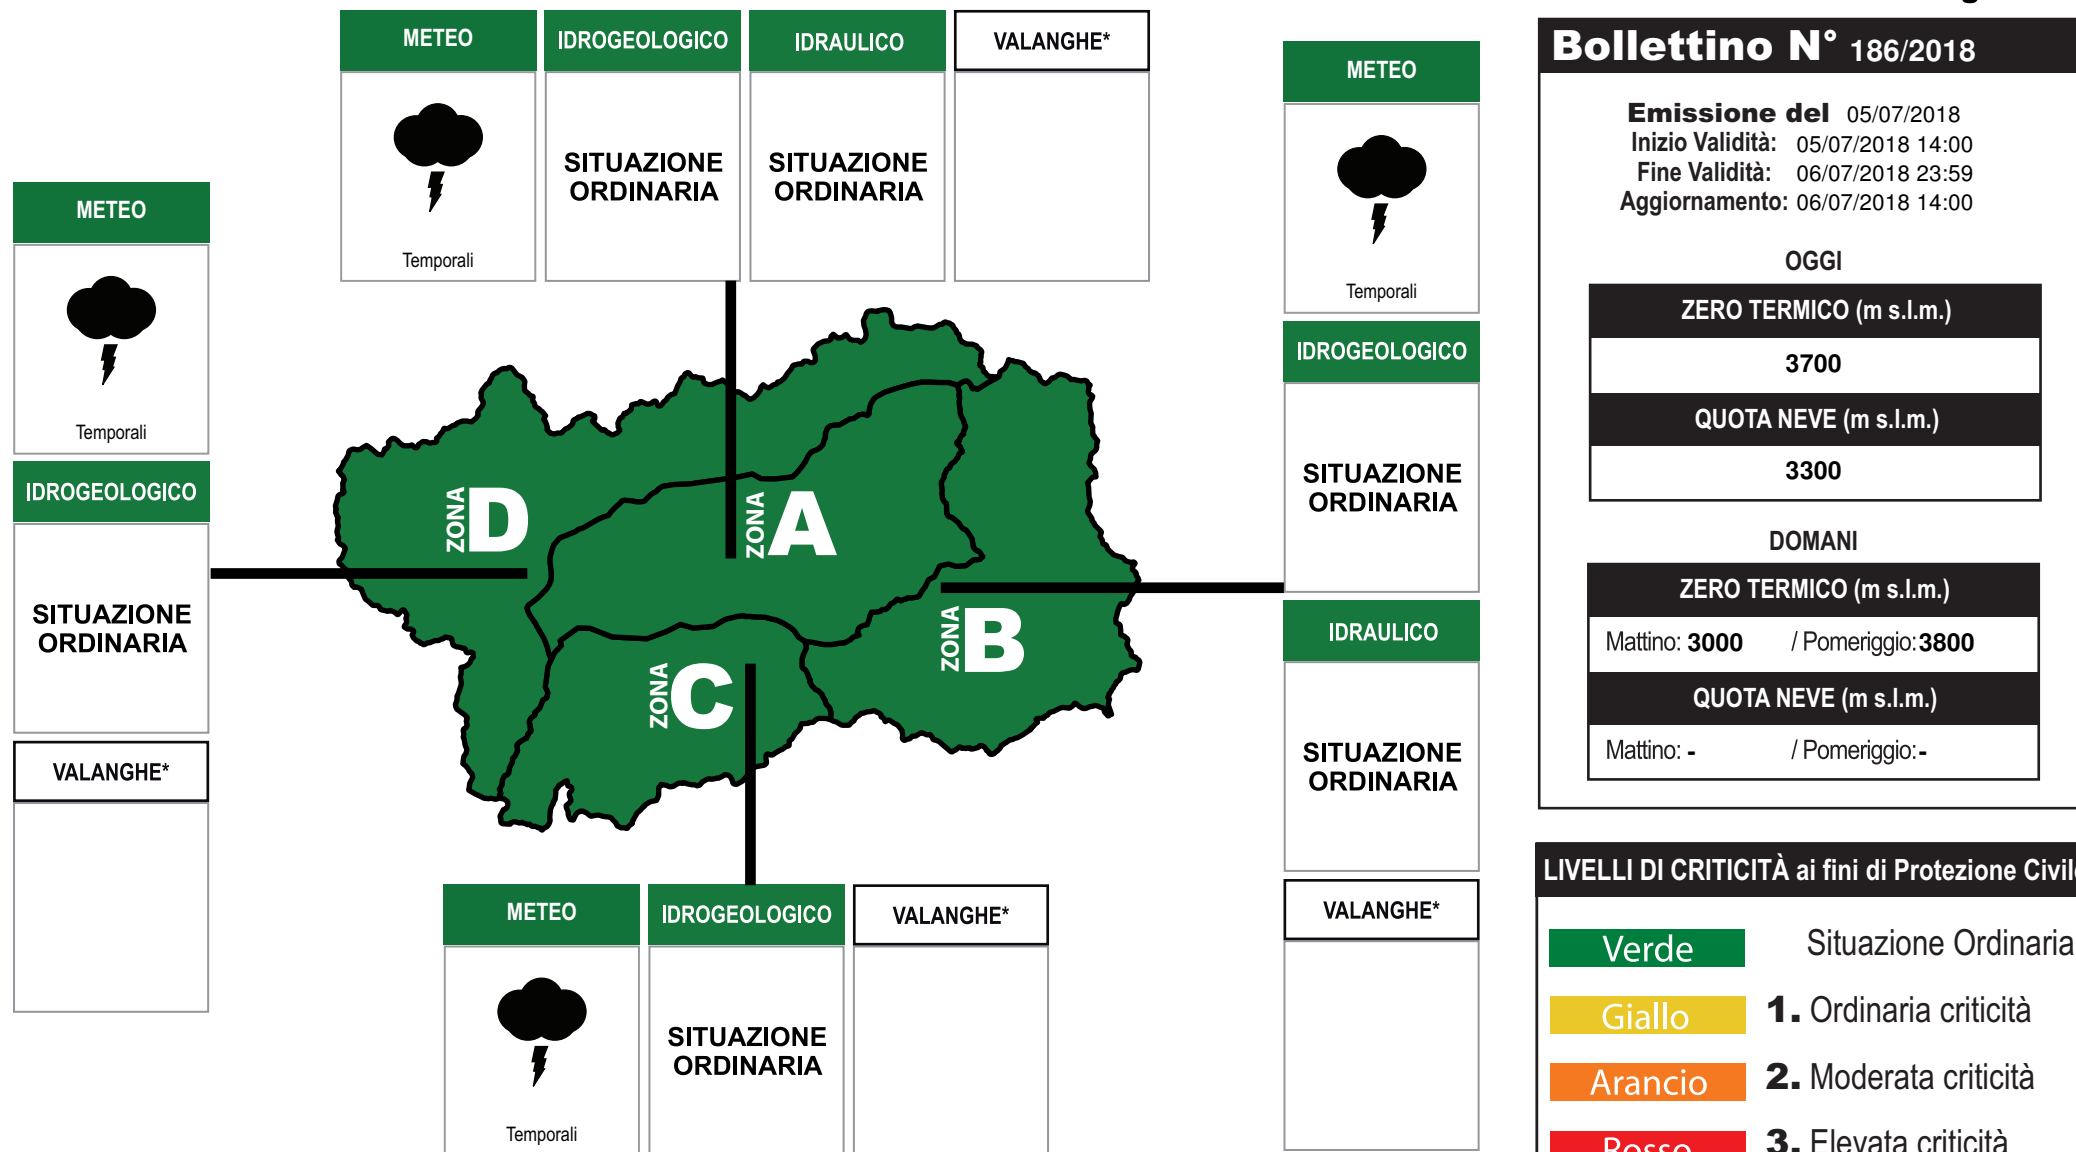 METEO
IDROGEOLOGICO
IDRAULICO
VALANGHE*
Temporali
SITUAZIONE
ORDINARIA
SITUAZIONE
ORDINARIA
METEO
Temporali
IDROGEOLOGICO
SITUAZIONE
ORDINARIA
VALANGHE*
METEO
Temporali
IDROGEOLOGICO
SITUAZIONE
ORDINARIA
IDRAULICO
SITUAZIONE
ORDINARIA
VALANGHE*
ZONA D
ZONA A
ZONA B
ZONA C
METEO
IDROGEOLOGICO
VALANGHE*
Temporali
SITUAZIONE
ORDINARIA
Bollettino N° 186/2018
Emissione del 05/07/2018
Inizio Validità: 05/07/2018 14:00
Fine Validità: 06/07/2018 23:59
Aggiornamento: 06/07/2018 14:00
OGGI
ZERO TERMICO (m s.l.m.)
3700
QUOTA NEVE (m s.l.m.)
3300
DOMANI
ZERO TERMICO (m s.l.m.)
Mattino: 3000 / Pomeriggio: 3800
QUOTA NEVE (m s.l.m.)
Mattino: - / Pomeriggio: -
LIVELLI DI CRITICITÀ ai fini di Protezione Civile
Verde Situazione Ordinaria
Giallo 1. Ordinaria criticità
Arancio 2. Moderata criticità
Rosso 3. Elevata criticità